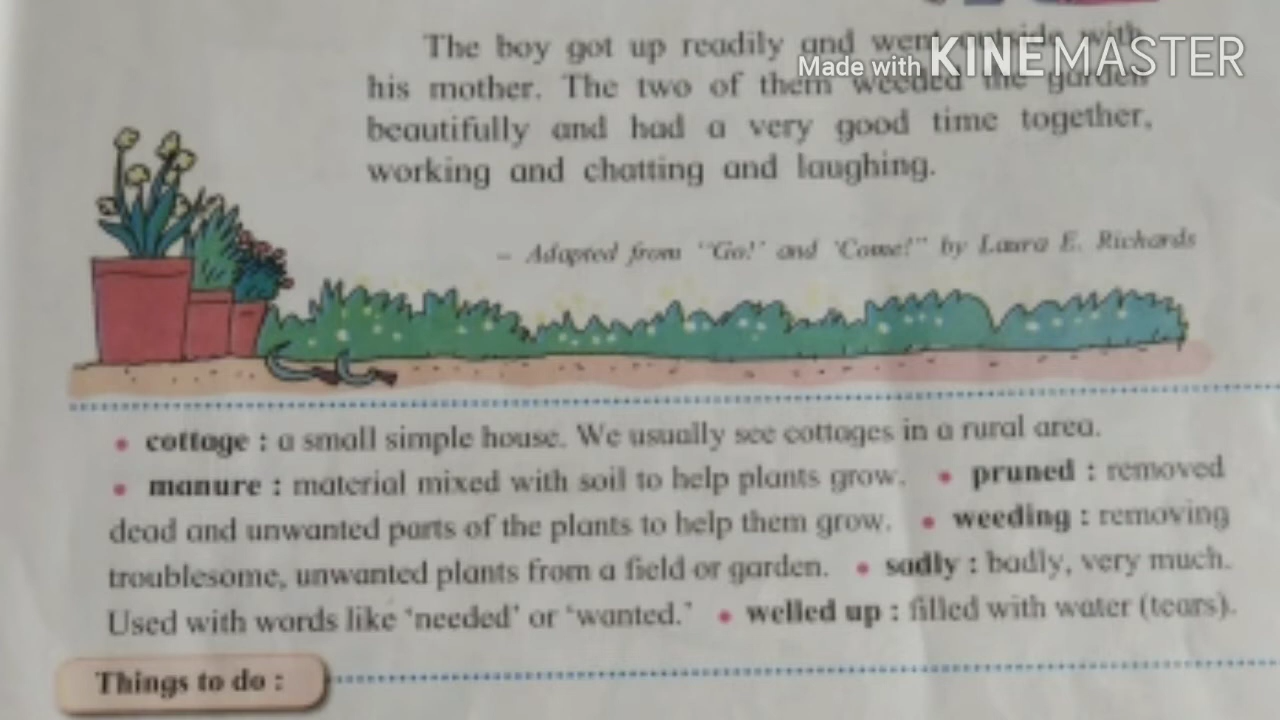 The boy got up readily and went outside with
Made with KINEMASTER
his mother. The two of them weeded the garden
beautifully and had a very good time together,
working and chatting and laughing.
– Adapted from "'Go!' and 'Come!'" by Laura E. Richards
• cottage : a small simple house. We usually see cottages in a rural area.
• manure : material mixed with soil to help plants grow. • pruned : removed
dead and unwanted parts of the plants to help them grow. • weeding : removing
troublesome, unwanted plants from a field or garden. • sadly : badly, very much.
Used with words like 'needed' or 'wanted.' • welled up : filled with water (tears).
Things to do :